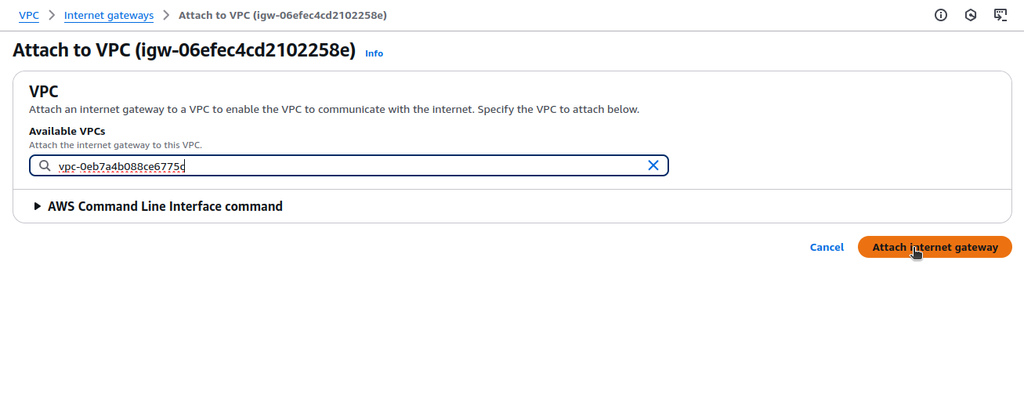 VPC > Internet gateways > Attach to VPC (igw-06efec4cd2102258e)
Attach to VPC (igw-06efec4cd2102258e) Info
VPC
Attach an internet gateway to a VPC to enable the VPC to communicate with the internet. Specify the VPC to attach below.
Available VPCs
Attach the internet gateway to this VPC.
vpc-0eb7a4b088ce6775c
AWS Command Line Interface command
Cancel Attach internet gateway